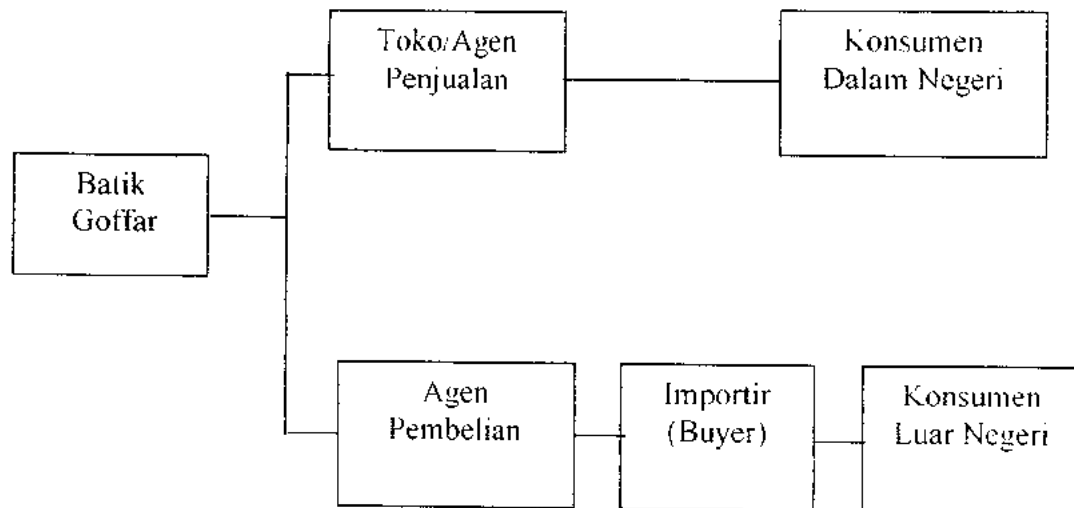 Toko/Agen
Penjualan
Konsumen
Dalam Negeri
Batik
Goffar
Agen
Pembelian
Importir
(Buyer)
Konsumen
Luar Negeri